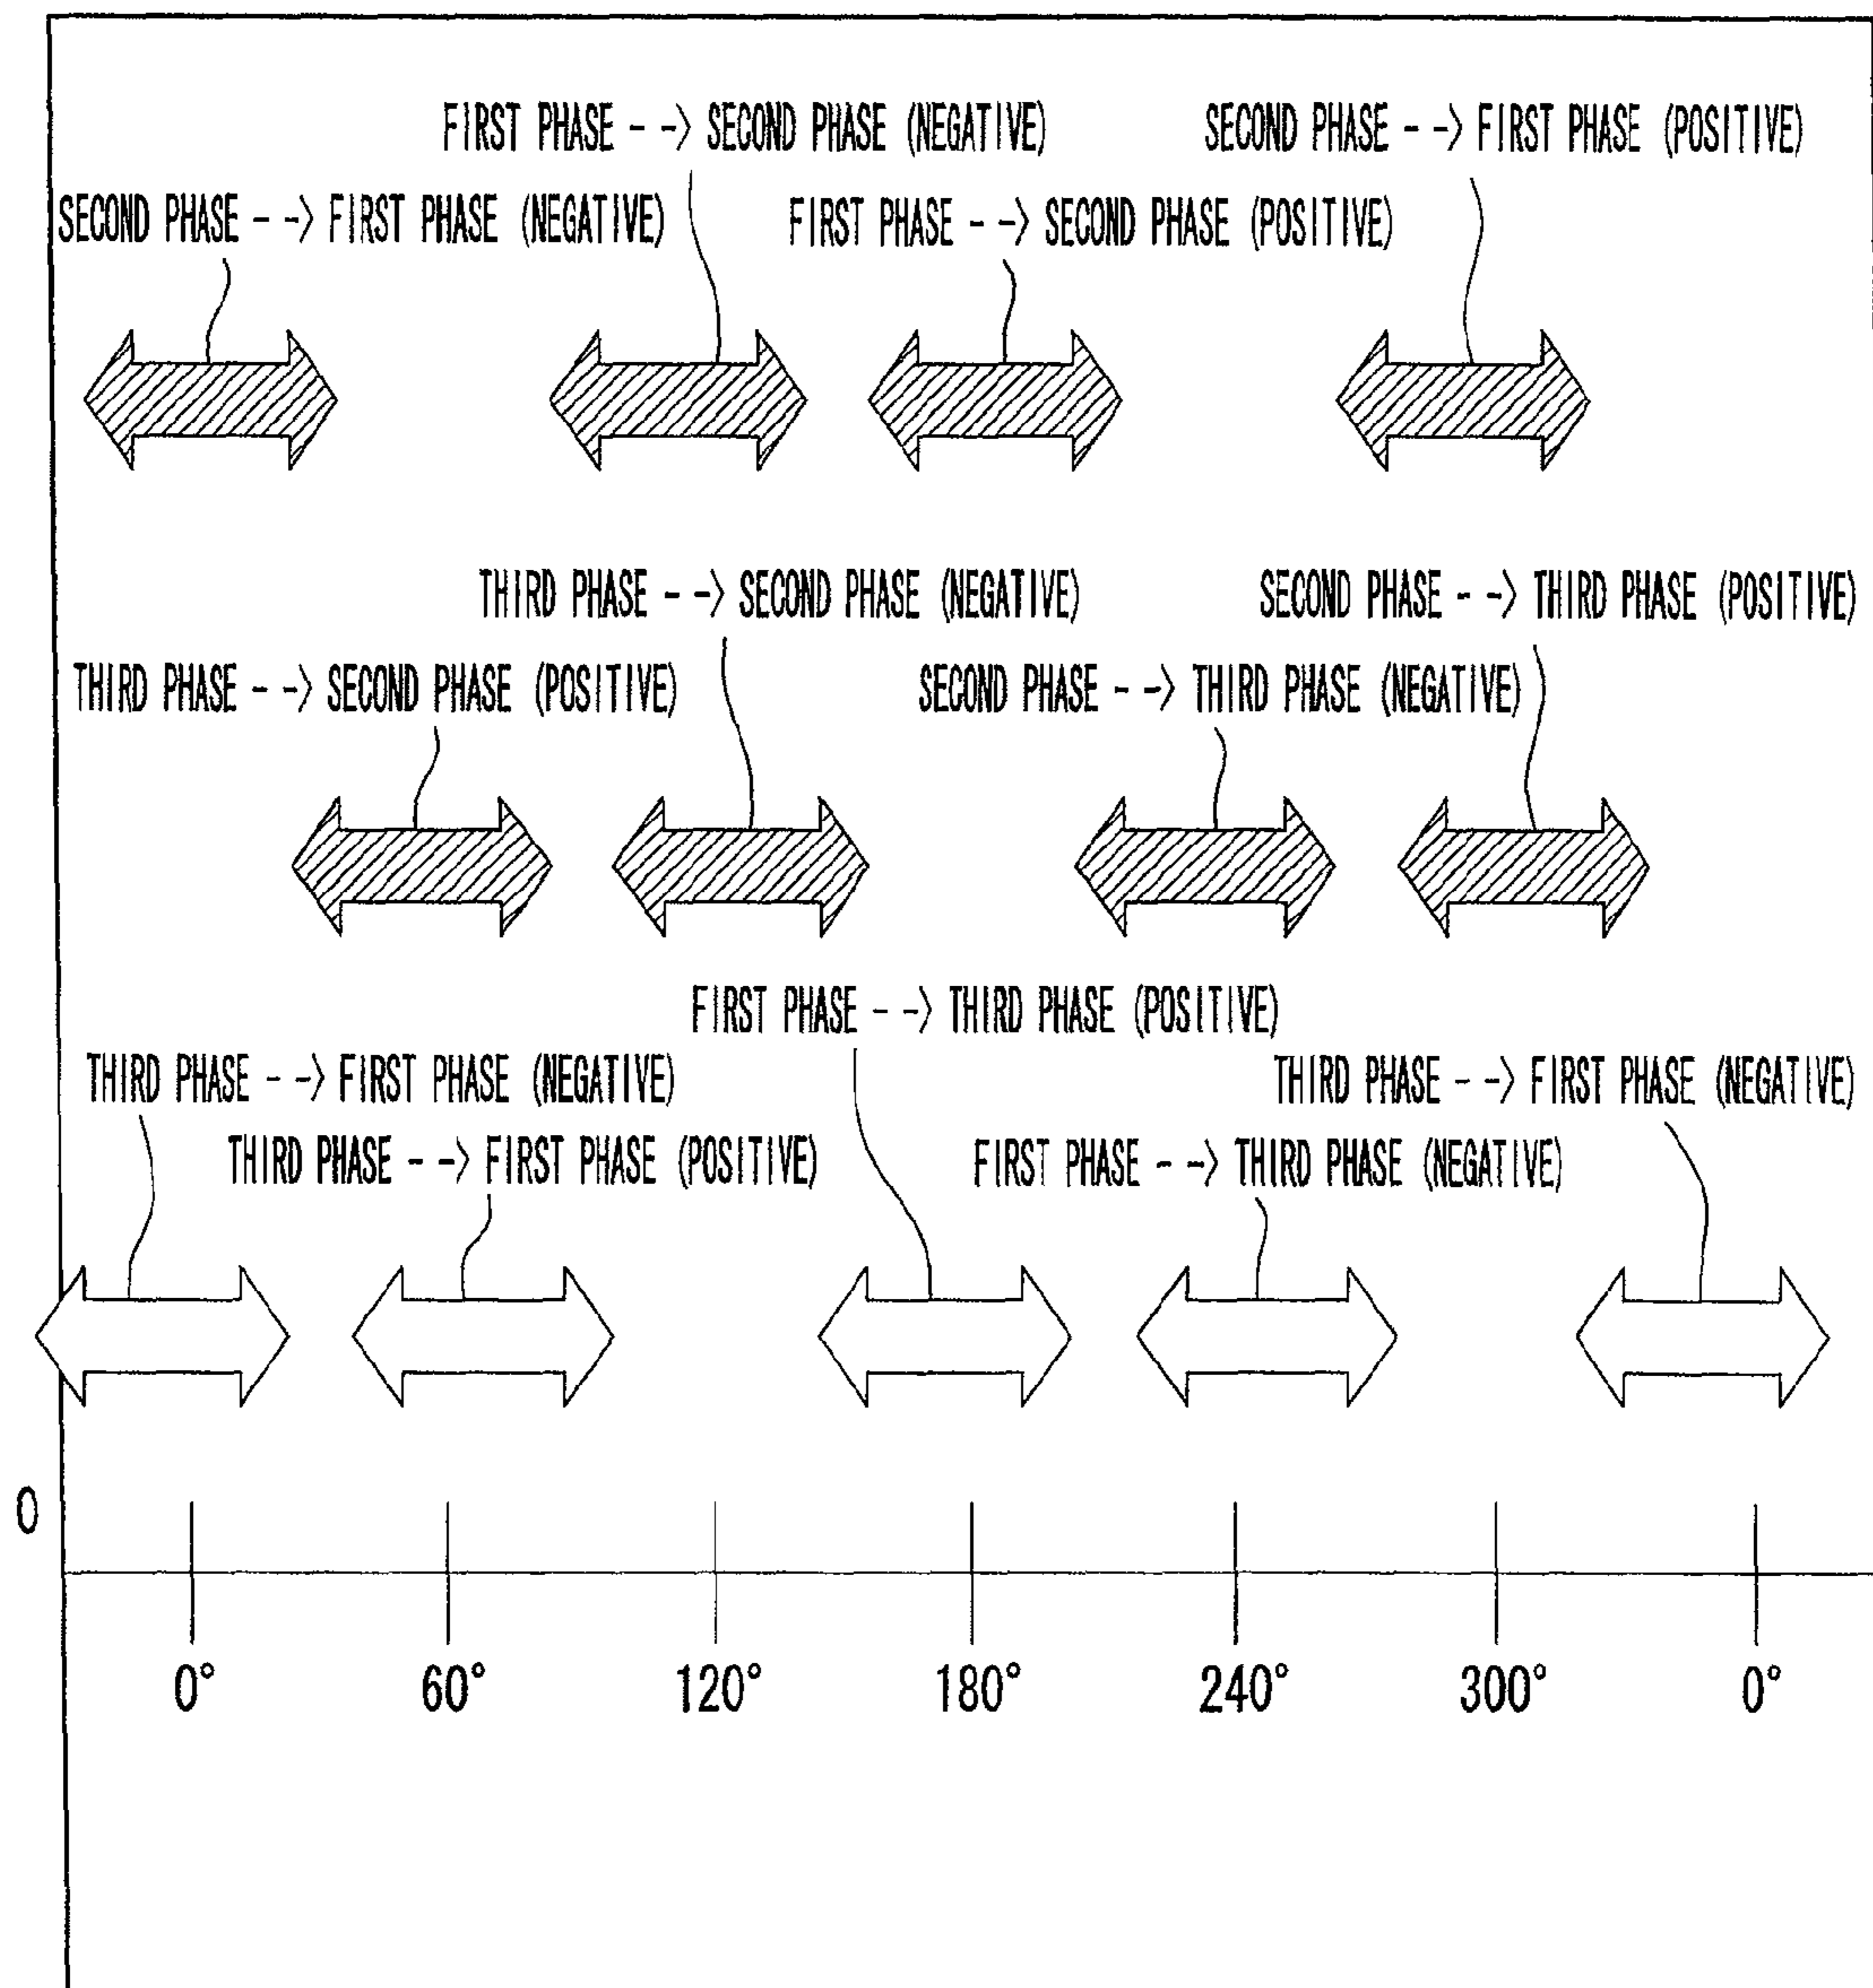 FIRST PHASE --> SECOND PHASE (NEGATIVE)
SECOND PHASE --> FIRST PHASE (POSITIVE)
SECOND PHASE --> FIRST PHASE (NEGATIVE)
FIRST PHASE --> SECOND PHASE (POSITIVE)
THIRD PHASE --> SECOND PHASE (NEGATIVE)
SECOND PHASE --> THIRD PHASE (POSITIVE)
THIRD PHASE --> SECOND PHASE (POSITIVE)
SECOND PHASE --> THIRD PHASE (NEGATIVE)
FIRST PHASE --> THIRD PHASE (POSITIVE)
THIRD PHASE --> FIRST PHASE (NEGATIVE)
THIRD PHASE --> FIRST PHASE (NEGATIVE)
THIRD PHASE --> FIRST PHASE (POSITIVE)
FIRST PHASE --> THIRD PHASE (NEGATIVE)
0
0° 60° 120° 180° 240° 300° 0°